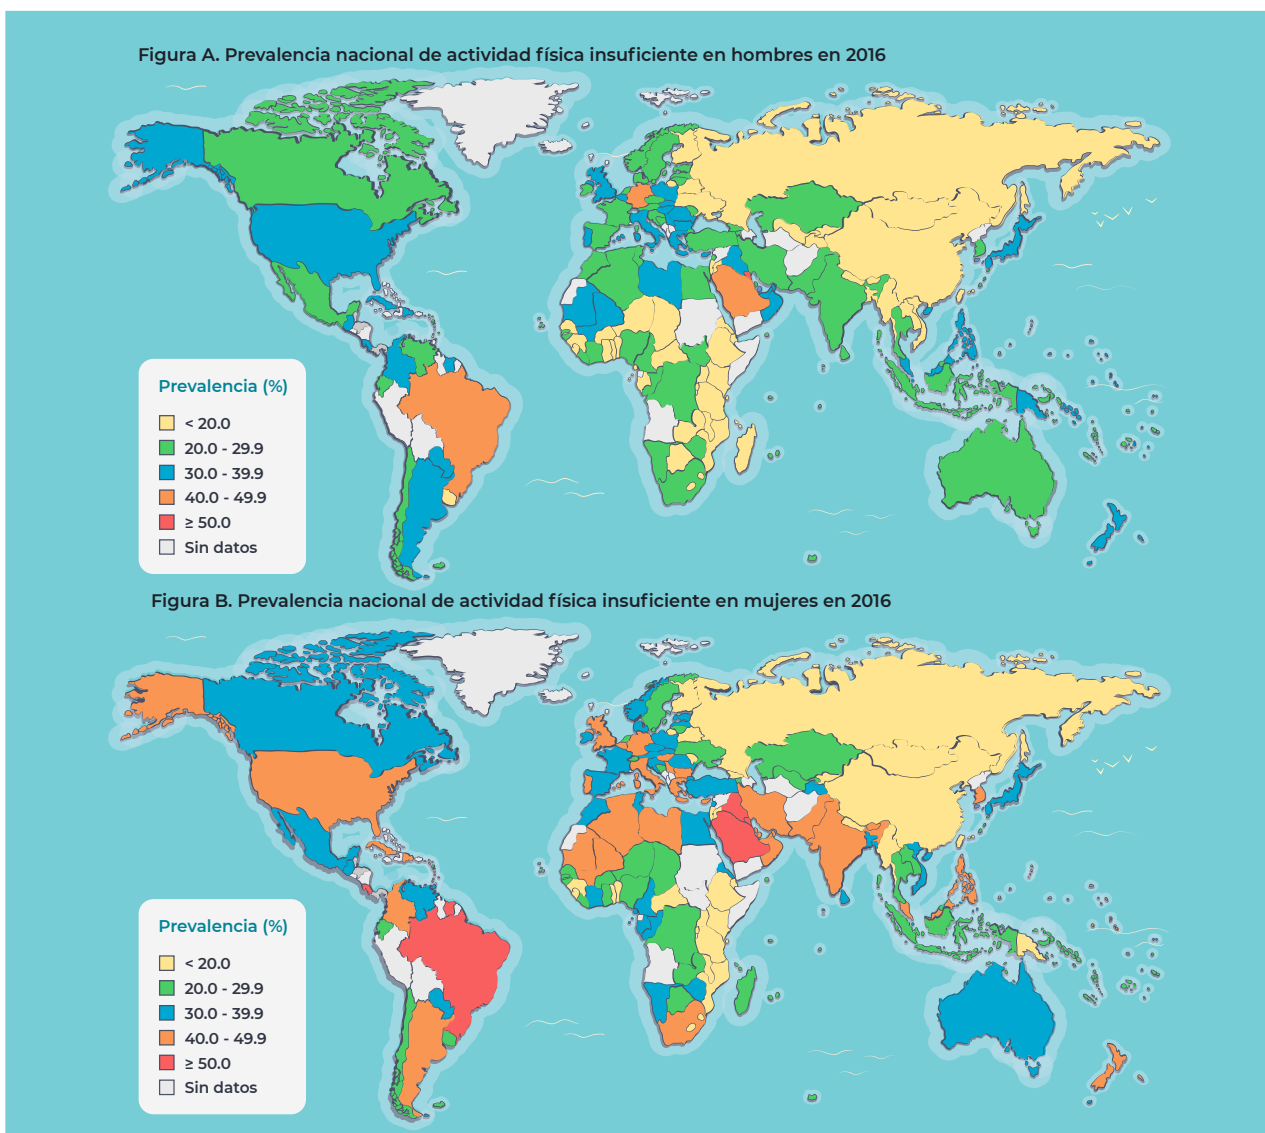 Figura A. Prevalencia nacional de actividad física insuficiente en hombres en 2016
Prevalencia (%)
< 20.0
20.0 - 29.9
30.0 - 39.9
40.0 - 49.9
≥ 50.0
Sin datos
Figura B. Prevalencia nacional de actividad física insuficiente en mujeres en 2016
Prevalencia (%)
< 20.0
20.0 - 29.9
30.0 - 39.9
40.0 - 49.9
≥ 50.0
Sin datos